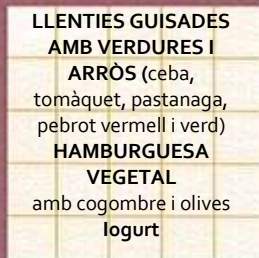 LLENTIES GUISADES
AMB VERDURES I
ARRÒS (ceba,
tomàquet, pastanaga,
pebrot vermell i verd)
HAMBURGUESA
VEGETAL
amb cogombre i olives
Iogurt